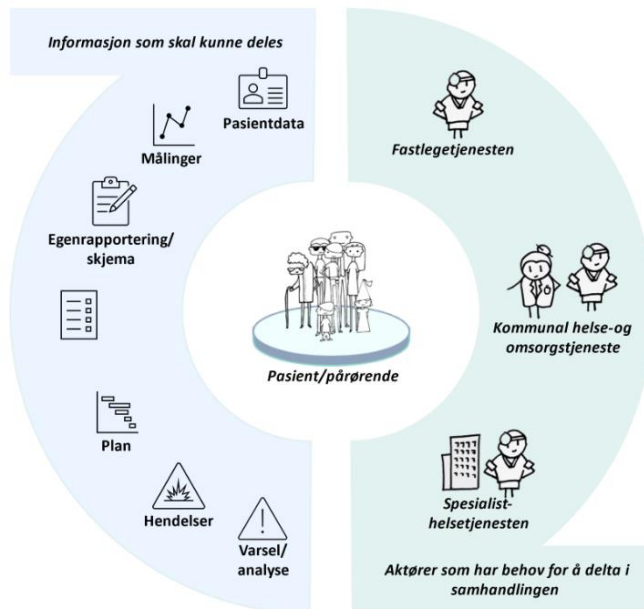 Informasjon som skal kunne deles
Pasientdata
Målinger
Egenrapportering/
skjema
Plan
Hendelser
Varsel/
analyse
Pasient/pårørende
Fastlegetjenesten
Kommunal helse-og
omsorgstjeneste
Spesialist-
helsetjenesten
Aktører som har behov for å delta i
samhandlingen